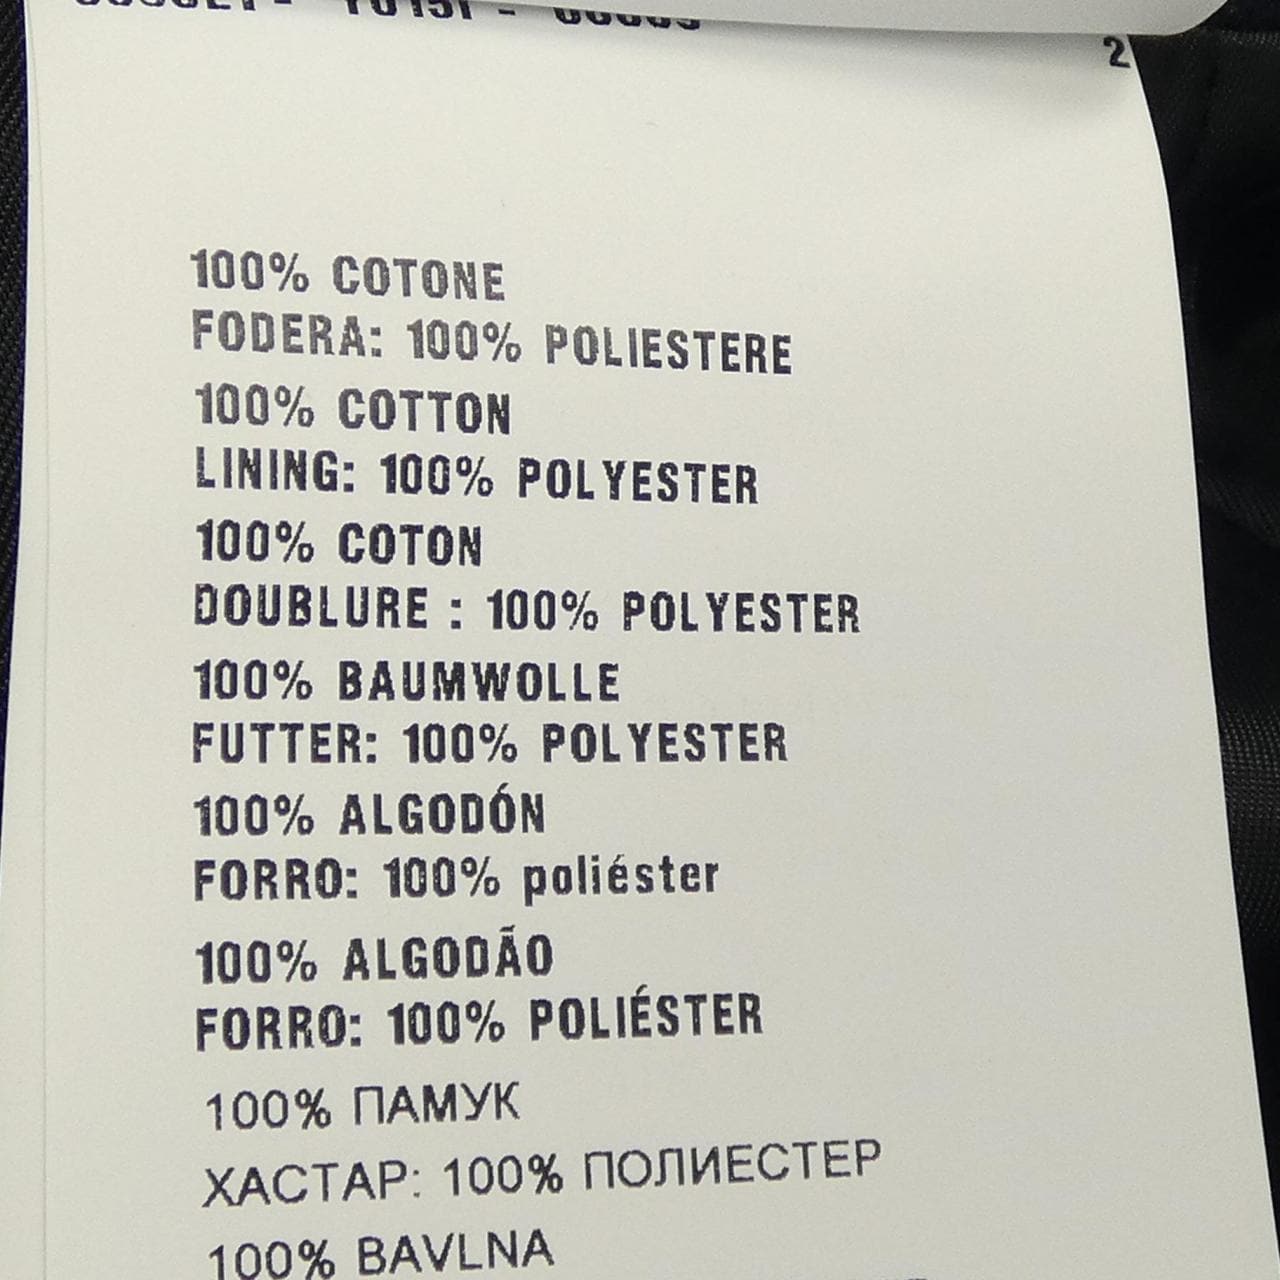 2
100% COTONE
FODERA: 100% POLIESTERE
100% COTTON
LINING: 100% POLYESTER
100% COTON
DOUBLURE : 100% POLYESTER
100% BAUMWOLLE
FUTTER: 100% POLYESTER
100% ALGODÓN
FORRO: 100% poliéster
100% ALGODÃO
FORRO: 100% POLIÉSTER
100% ПАМУК
ХАСТАР: 100% ПОЛИЕСТЕР
100% BAVLNA